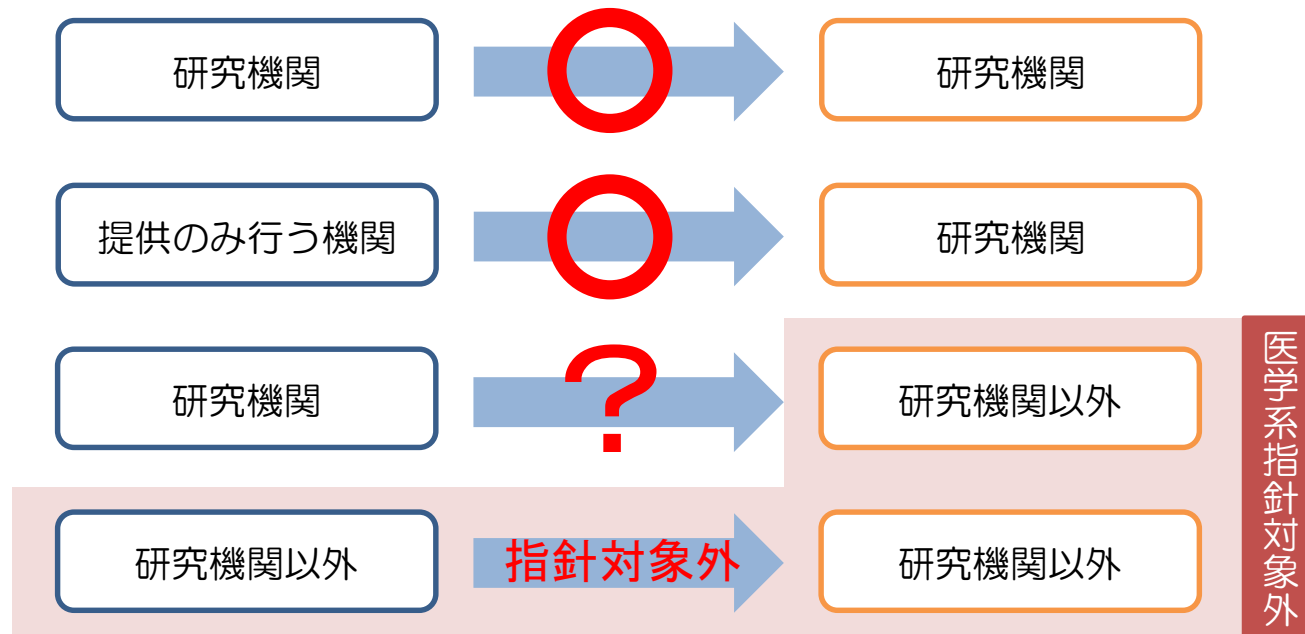 研究機関
研究機関
提供のみ行う機関
研究機関
研究機関
?
研究機関以外
研究機関以外
指針対象外
研究機関以外
医学系指針対象外